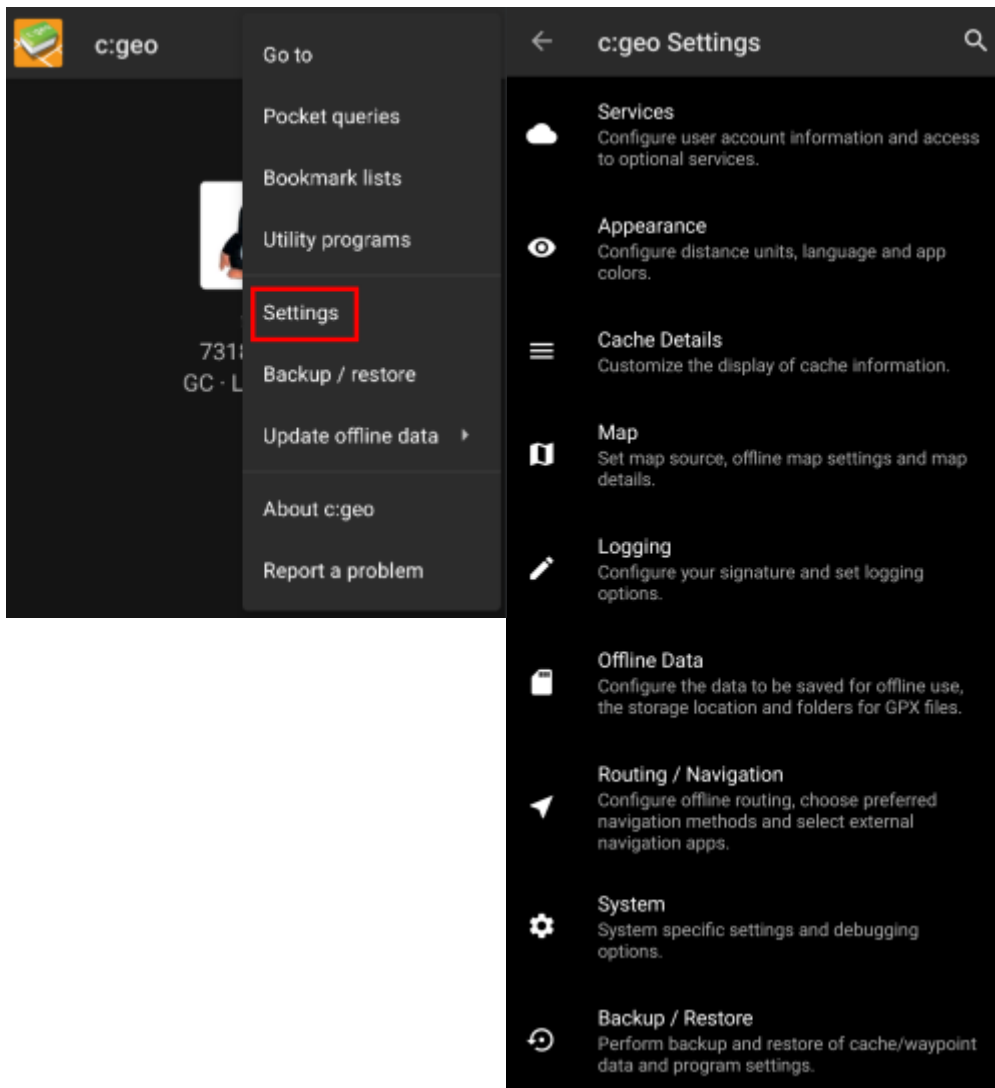 c:geo
Go to
Pocket queries
Bookmark lists
Utility programs
Settings
731
GC · L
Backup / restore
Update offline data
About c:geo
Report a problem
c:geo Settings
Services
Configure user account information and access
to optional services.
Appearance
Configure distance units, language and app
colors.
Cache Details
Customize the display of cache information.
Map
Set map source, offline map settings and map
details.
Logging
Configure your signature and set logging
options.
Offline Data
Configure the data to be saved for offline use,
the storage location and folders for GPX files.
Routing / Navigation
Configure offline routing, choose preferred
navigation methods and select external
navigation apps.
System
System specific settings and debugging
options.
Backup / Restore
Perform backup and restore of cache/waypoint
data and program settings.